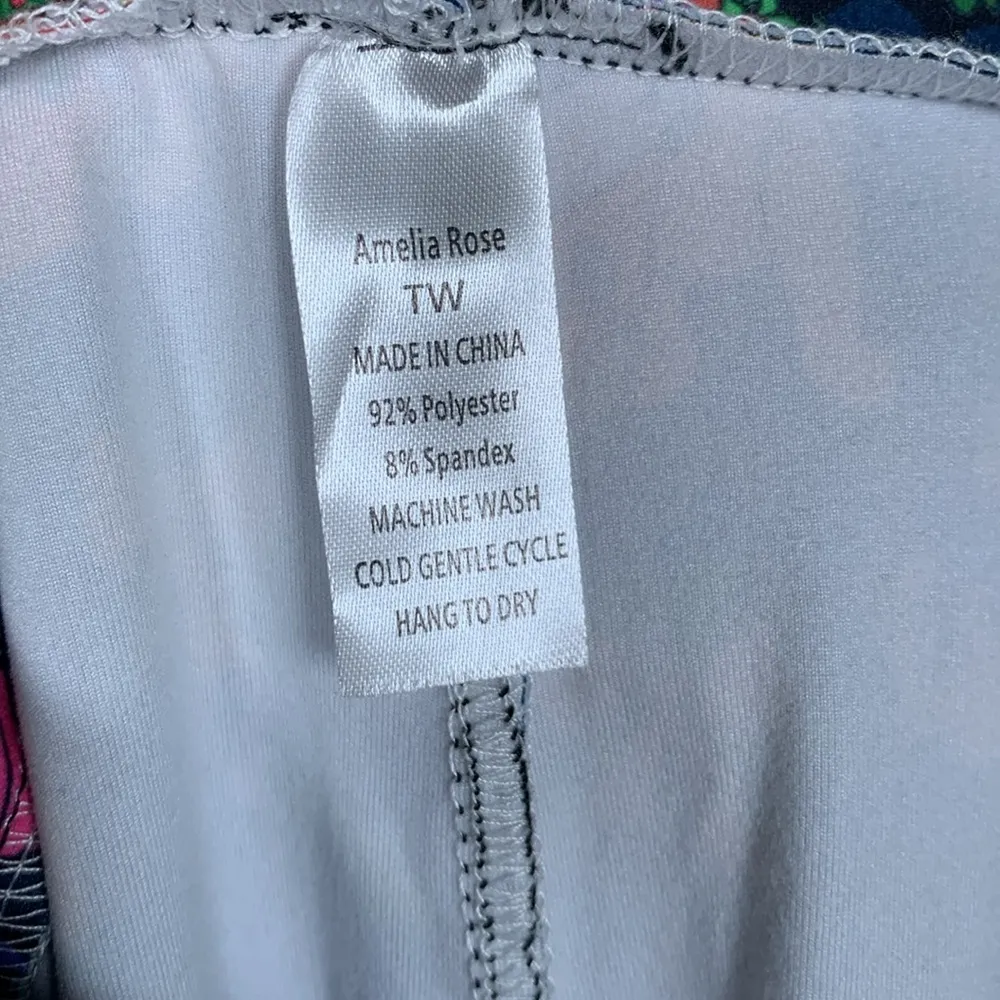 Amelia Rose
TW
MADE IN CHINA
92% Polyester
8% Spandex
MACHINE WASH
COLD GENTLE CYCLE
HANG TO DRY